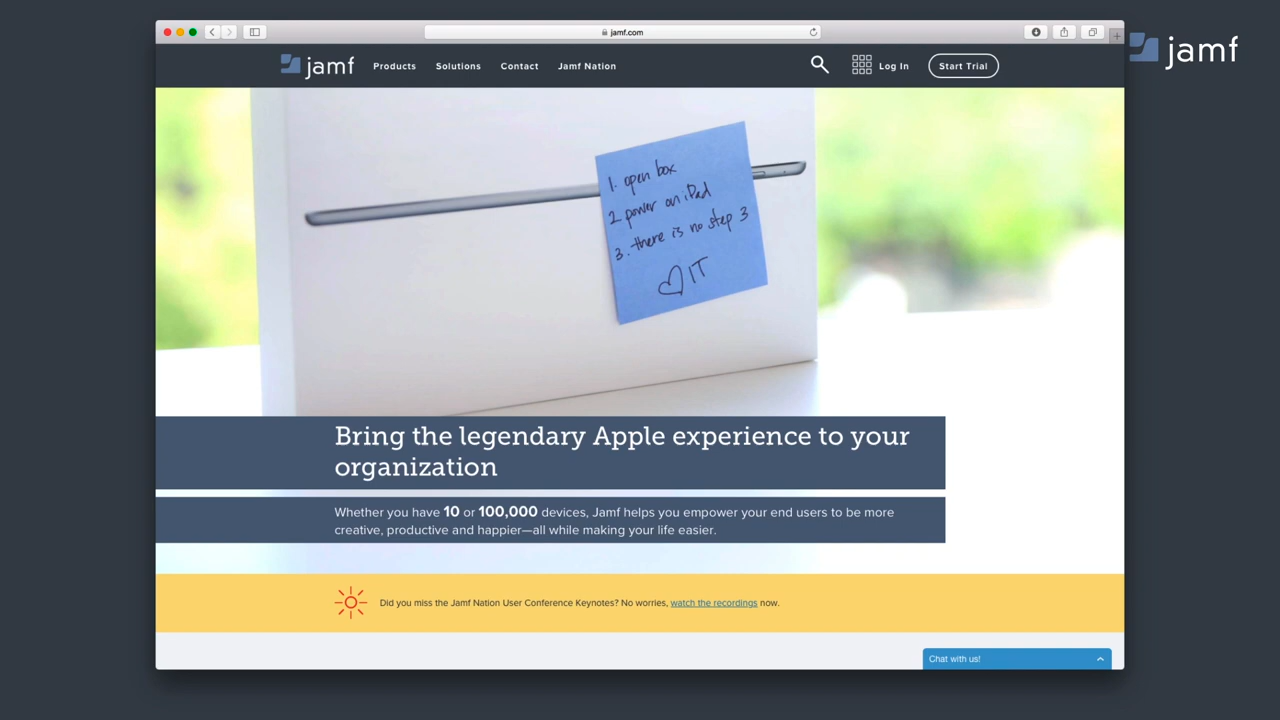 jamf.com
jamf
jamf Products Solutions Contact Jamf Nation Log In Start Trial
1. open box
2. power on iPad
3. there is no step 3
♡ IT
Bring the legendary Apple experience to your
organization
Whether you have 10 or 100,000 devices, Jamf helps you empower your end users to be more
creative, productive and happier—all while making your life easier.
Did you miss the Jamf Nation User Conference Keynotes? No worries, watch the recordings now.
Chat with us!